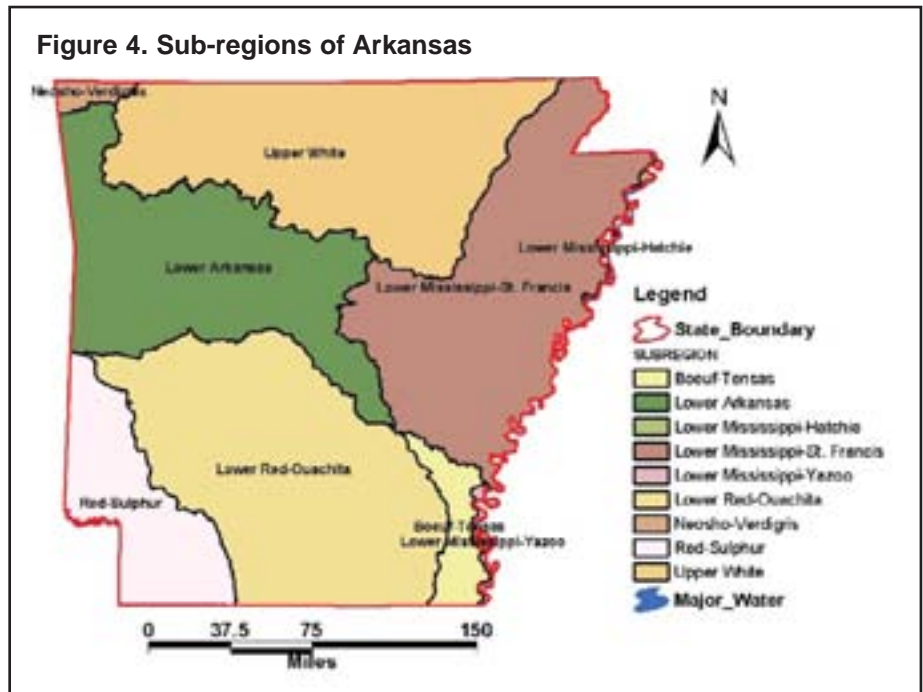 Figure 4. Sub-regions of Arkansas
Neosho-Verdigris
N
Upper White
Lower Mississippi-Hatchie
Lower Arkansas
Lower Mississippi-St. Francis
Legend
State_Boundary
SUBREGION
Boeuf-Tensas
Lower Arkansas
Lower Mississippi-Hatchie
Lower Mississippi-St. Francis
Lower Mississippi-Yazoo
Lower Red-Ouachita
Neosho-Verdigris
Red-Sulphur
Upper White
Major_Water
Lower Red-Ouachita
Red-Sulphur
Boeuf-Tensas
Lower Mississippi-Yazoo
0 37.5 75 150
Miles